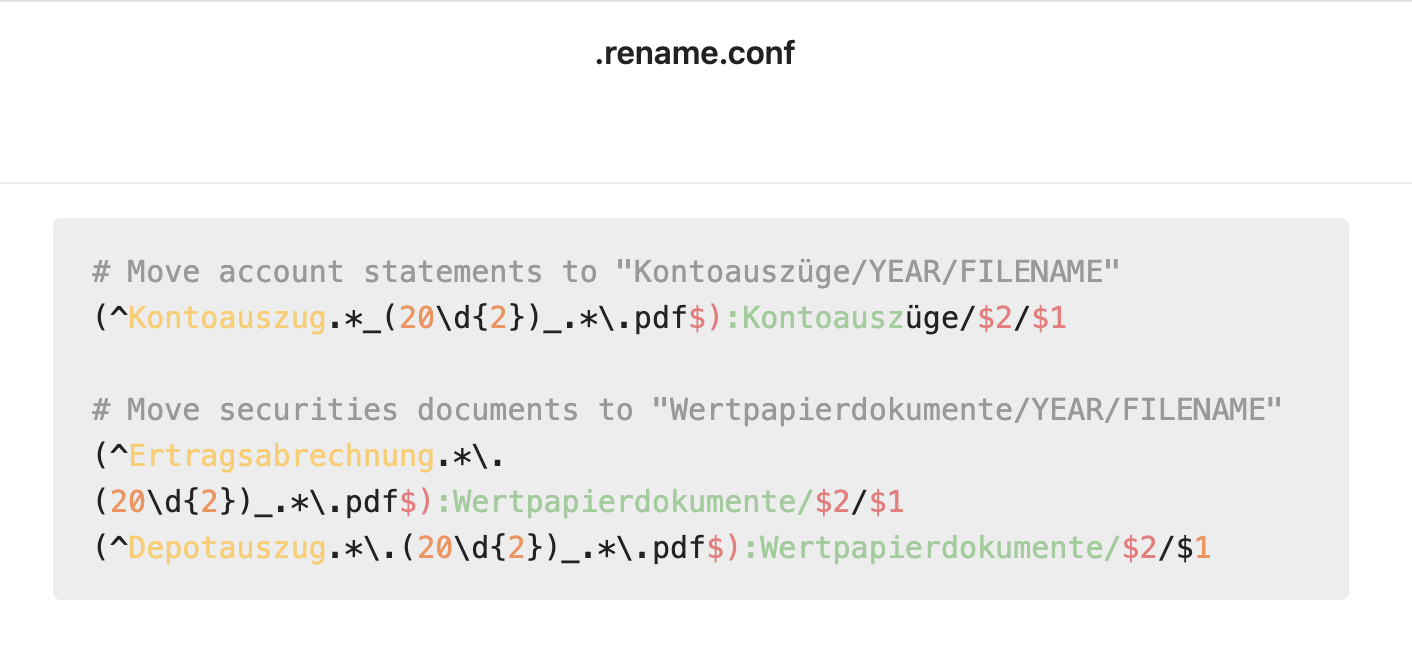 .rename.conf
# Move account statements to "Kontoauszüge/YEAR/FILENAME"
(^Kontoauszug.*_(20\d{2})_.*\.pdf$):Kontoauszüge/$2/$1
# Move securities documents to "Wertpapierdokumente/YEAR/FILENAME"
(^Ertragsabrechnung.*\.
(20\d{2})_.*\.pdf$):Wertpapierdokumente/$2/$1
(^Depotauszug.*\.(20\d{2})_.*\.pdf$):Wertpapierdokumente/$2/$1